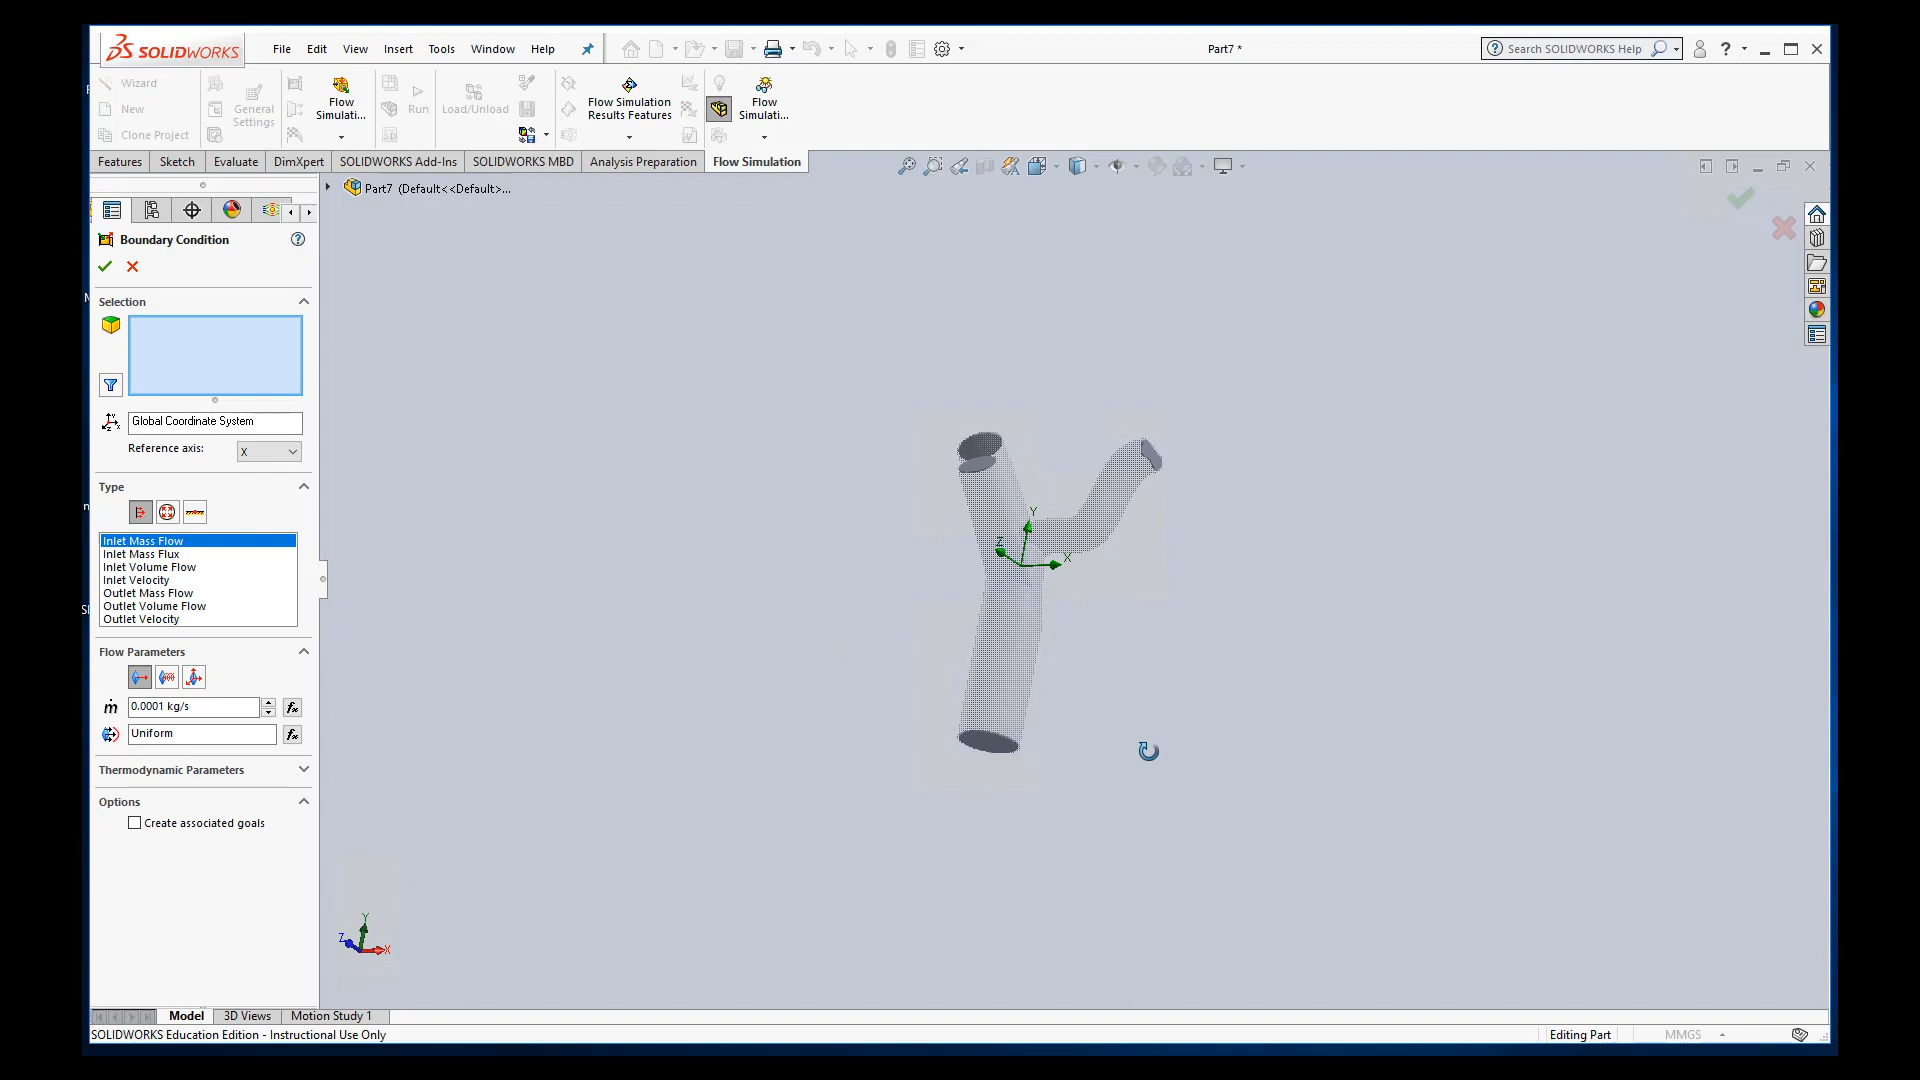 SOLIDWORKS
File Edit View Insert Tools Window Help
Part7 *
Search SOLIDWORKS Help
?
Wizard
New
Clone Project
General Settings
Flow Simulati...
Run
Load/Unload
Flow Simulation Results Features
Flow Simulati...
Features Sketch Evaluate DimXpert SOLIDWORKS Add-Ins SOLIDWORKS MBD Analysis Preparation Flow Simulation
Part7 (Default<<Default>...
Boundary Condition
?
Selection
Global Coordinate System
Reference axis: X
Type
Inlet Mass Flow
Inlet Mass Flux
Inlet Volume Flow
Inlet Velocity
Outlet Mass Flow
Outlet Volume Flow
Outlet Velocity
Flow Parameters
ṁ 0.0001 kg/s fx
Uniform fx
Thermodynamic Parameters
Options
Create associated goals
Y
Z
X
Y
Z
X
Model 3D Views Motion Study 1
SOLIDWORKS Education Edition - Instructional Use Only
Editing Part
MMGS